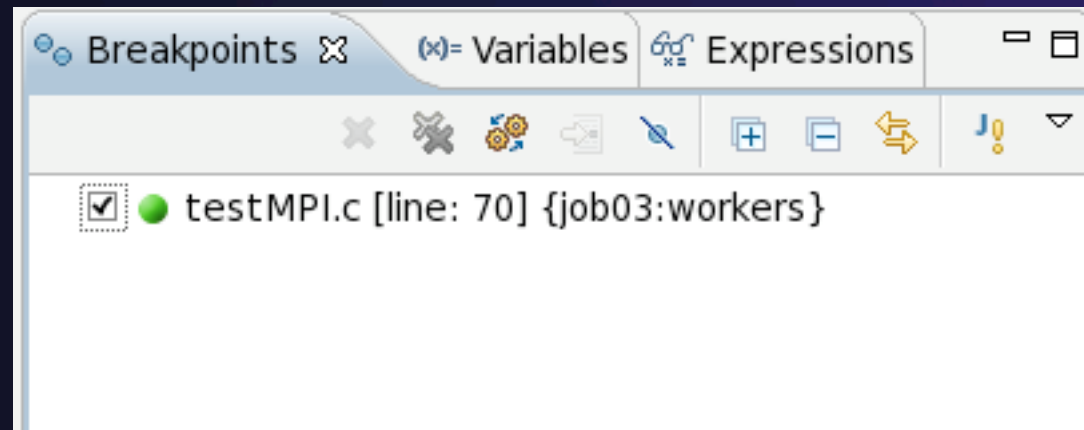 Breakpoints (x)= Variables Expressions
testMPI.c [line: 70] {job03:workers}